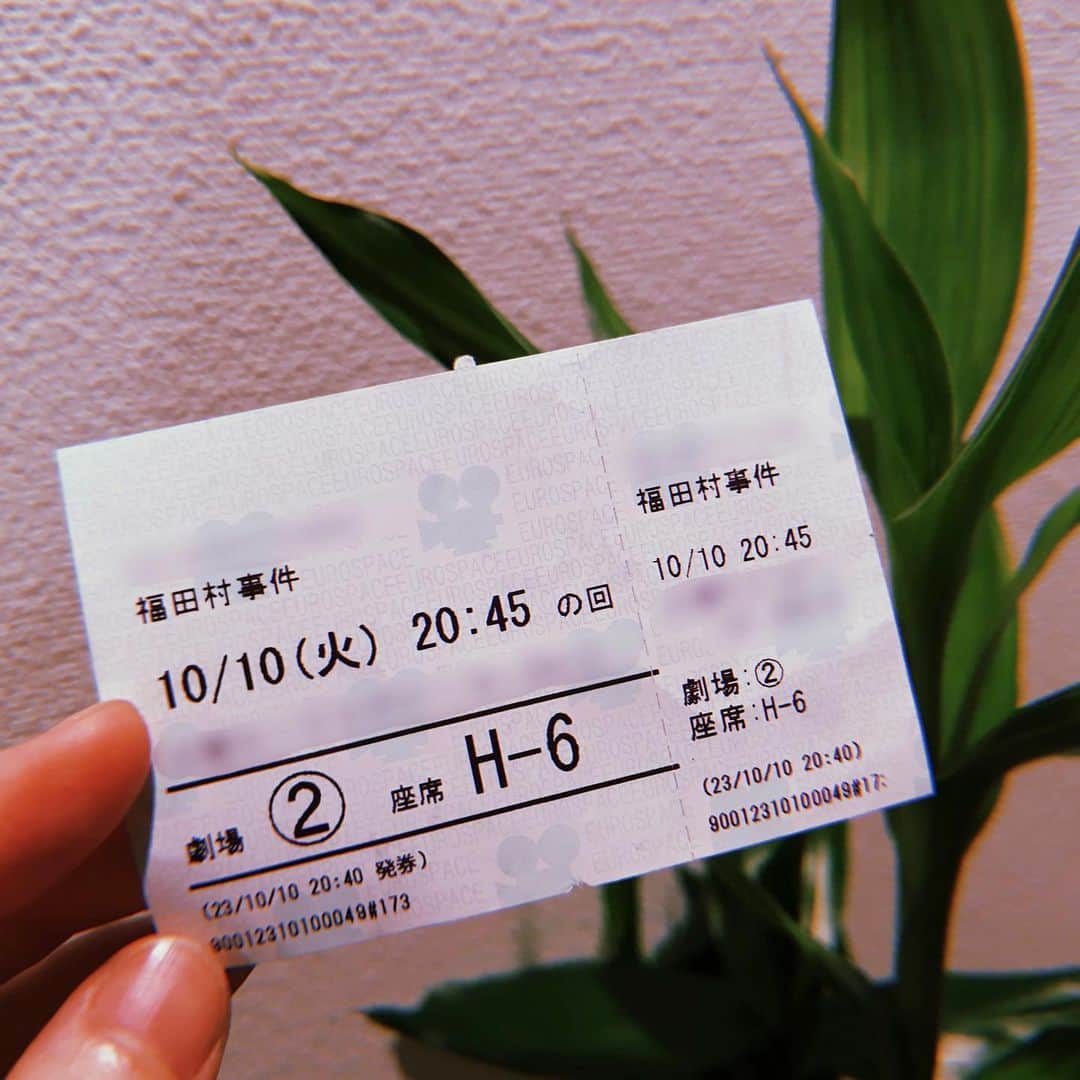 福田村事件
10/10(火) 20:45 の回
劇場 ② 座席 H-6
(23/10/10 20:40 発券)
90012310100049#173
福田村事件
10/10 20:45
劇場:②
座席:H-6
(23/10/10 20:40)
90012310100049#17
EUROSPACE